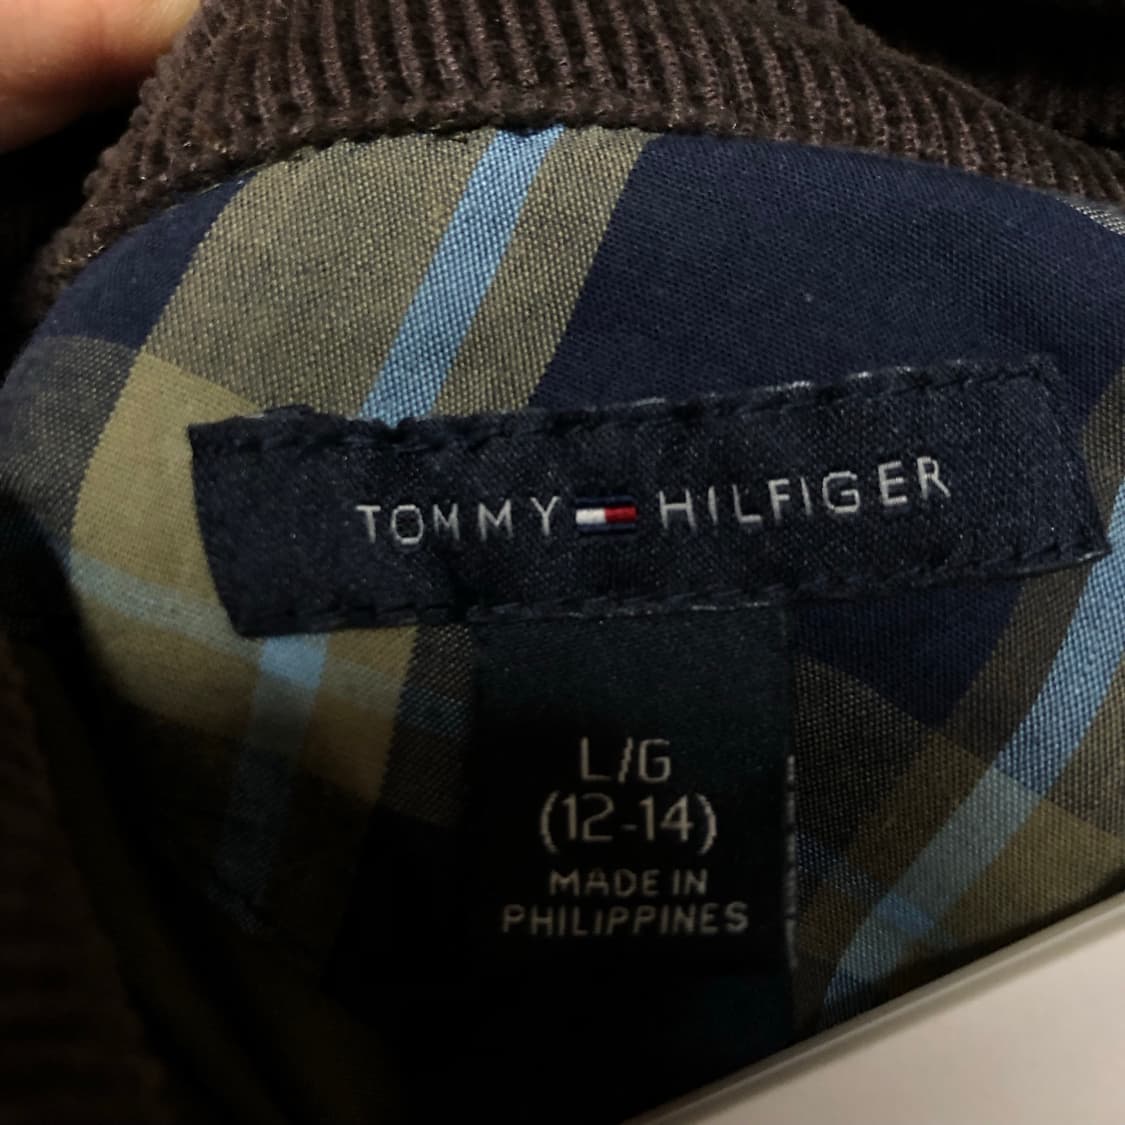 TOMMY HILFIGER
L/G
(12-14)
MADE IN
PHILIPPINES